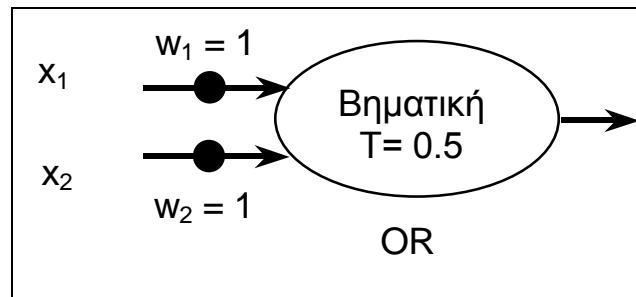 w₁ = 1
x₁
Βηματική
T= 0.5
x₂
w₂ = 1
OR